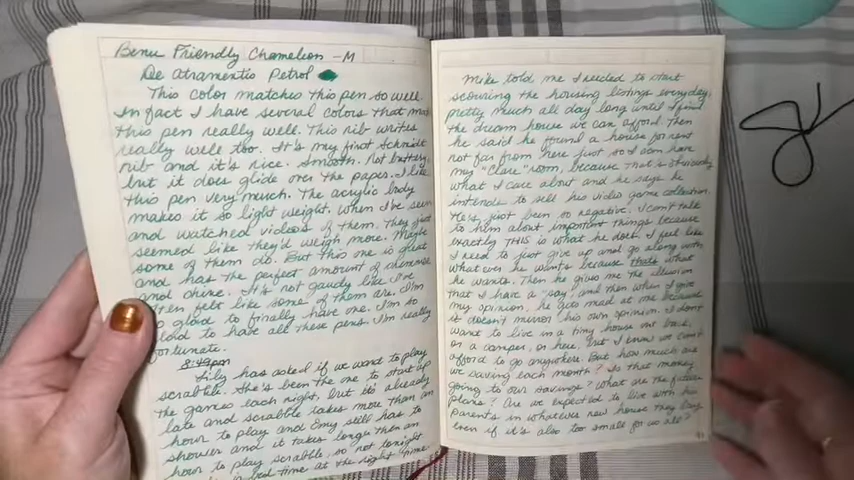 Benu Friendly Chameleon - M
De Atramentis Petrol
This color matches this pen so well.
In fact I have several colors that match
this pen really well. This nib writes
really well too. It's my first Schmidt
nib and it's nice. Smooth. Not buttery,
but it does glide over the paper. I like
this pen very much. The acrylic body
makes it so light weight. When I've seen
and watched videos of them. They just
seemed like they'd weigh more. Maybe
some of them do. But this one is great
and has the perfect amount of
and shine. It's not gaudy like I've
often felt like some of them are. I'm
so glad to finally have one. I'm so
to have all these pens. I'm really
fortunate.
8:49pm
Lily has asked if we want to play
scrabble. She's been the one to start up
the games each night, but it's already
late and scrabble takes more than an
hour to play and Emy still has to
shower and it takes longer than an
hour to play scrabble, so not tonight.
bed time at the right time
Mike told me I needed to start
scouring the housing listings everyday,
pretty much all day long until I find
the dream house we can afford. Then
he said he found a house for rent
not far from here just so I can have
my "Clare" room, because that's obviously
what I care about and he says he
intends to sell his video game collection.
He's just been so negative. I can't talk
to him about important things because
exactly THIS is what he does. I feel like
I need to just give up and go along with
what ever he wants because that's what
he wants. Then he gives me the illusion
that I have a "say", and then when I give
my opinion, he gets mad at me because
it doesn't mirror his own opinion. I don't
want to live in a tiny house out back,
or a camper, or here. But I know we can't
afford to go anywhere. But how much are
we saving each month? Is that money
going to our savings? What are the future
plans? Are we expected to live with his
parents in whatever new house they buy
even if it's also too small for us all?